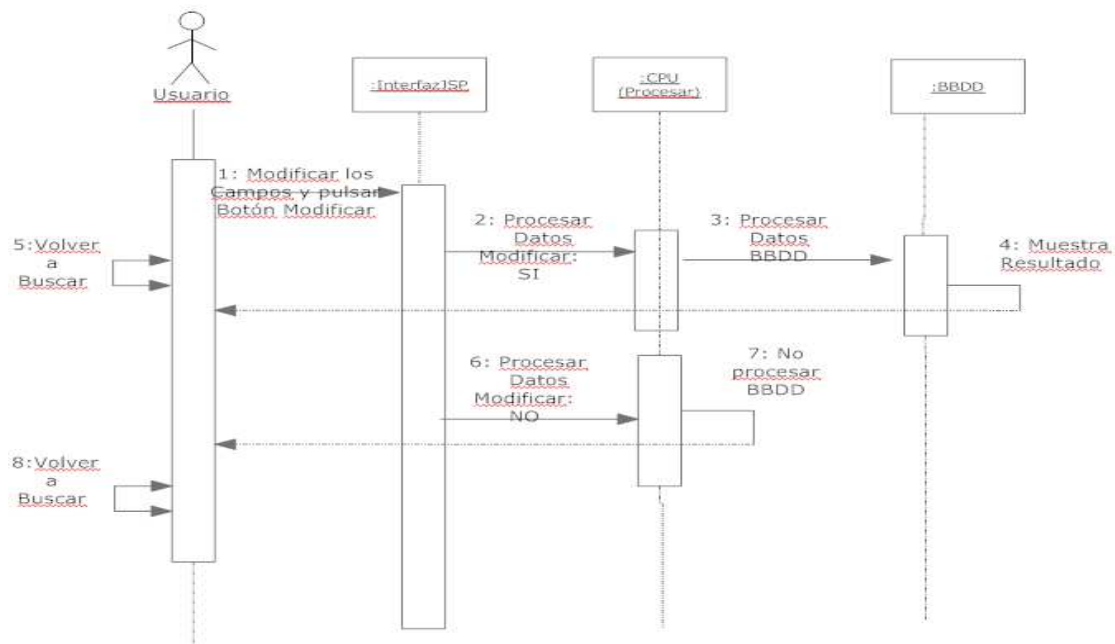 Usuario
:InterfazJSP
:CPU
(Procesar)
:BBDD
1: Modificar los
Campos y pulsar
Botón Modificar
2: Procesar
Datos
Modificar:
SI
3: Procesar
Datos
BBDD
4: Muestra
Resultado
5:Volver
a
Buscar
6: Procesar
Datos
Modificar:
NO
7: No
procesar
BBDD
8:Volver
a
Buscar